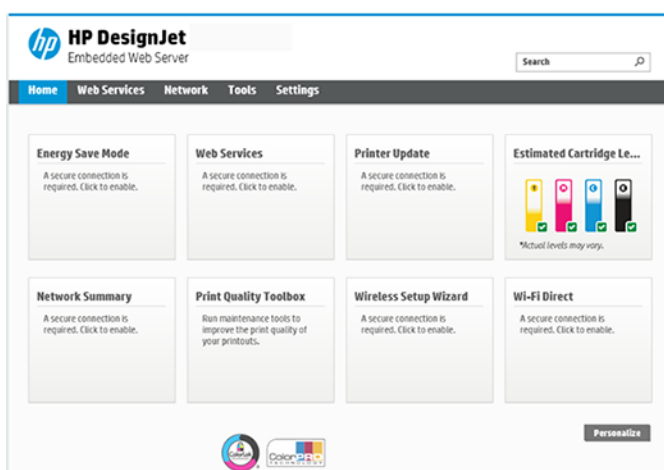 hp
HP DesignJet
Embedded Web Server
Search
Home Web Services Network Tools Settings
Energy Save Mode
A secure connection is
required. Click to enable.
Web Services
A secure connection is
required. Click to enable.
Printer Update
A secure connection is
required. Click to enable.
Estimated Cartridge Le...
*Actual levels may vary.
Network Summary
A secure connection is
required. Click to enable.
Print Quality Toolbox
Run maintenance tools to
improve the print quality of
your printouts.
Wireless Setup Wizard
A secure connection is
required. Click to enable.
Wi-Fi Direct
A secure connection is
required. Click to enable.
Personalize
ColorPRO
TECHNOLOGY